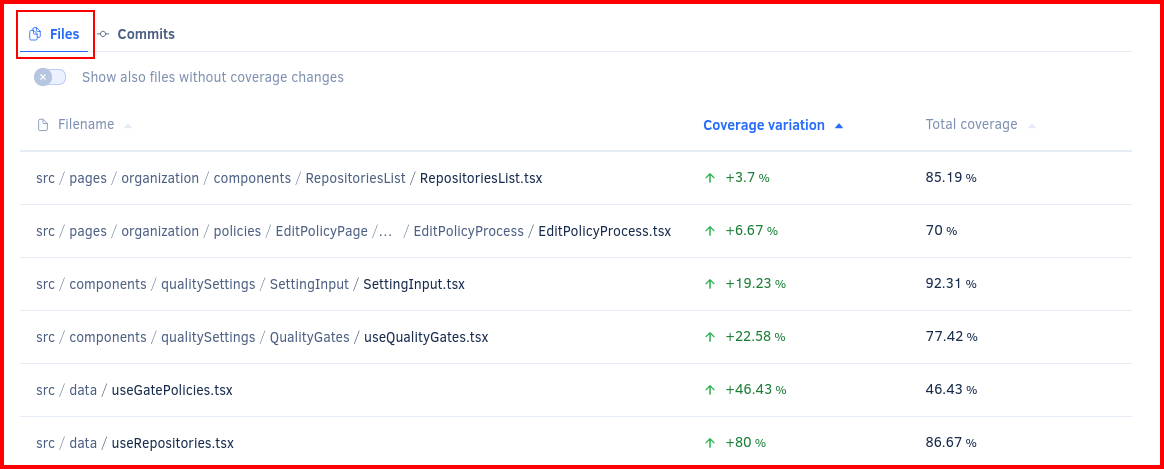 Files Commits
Show also files without coverage changes
Filename Coverage variation Total coverage
src / pages / organization / components / RepositoriesList / RepositoriesList.tsx +3.7 % 85.19 %
src / pages / organization / policies / EditPolicyPage /... / EditPolicyProcess / EditPolicyProcess.tsx +6.67 % 70 %
src / components / qualitySettings / SettingInput / SettingInput.tsx +19.23 % 92.31 %
src / components / qualitySettings / QualityGates / useQualityGates.tsx +22.58 % 77.42 %
src / data / useGatePolicies.tsx +46.43 % 46.43 %
src / data / useRepositories.tsx +80 % 86.67 %